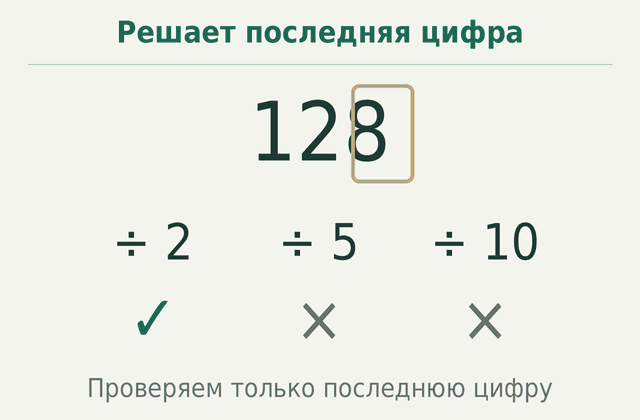 Решает последняя цифра
128
÷ 2 ÷ 5 ÷ 10
✓ × ×
Проверяем только последнюю цифру